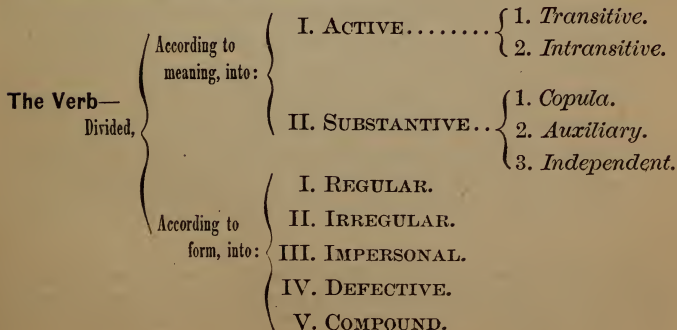 The Verb—
Divided,
According to
meaning, into:
I. ACTIVE........
1. Transitive.
2. Intransitive.
II. SUBSTANTIVE..
1. Copula.
2. Auxiliary.
3. Independent.
According to
form, into:
I. REGULAR.
II. IRREGULAR.
III. IMPERSONAL.
IV. DEFECTIVE.
V. COMPOUND.